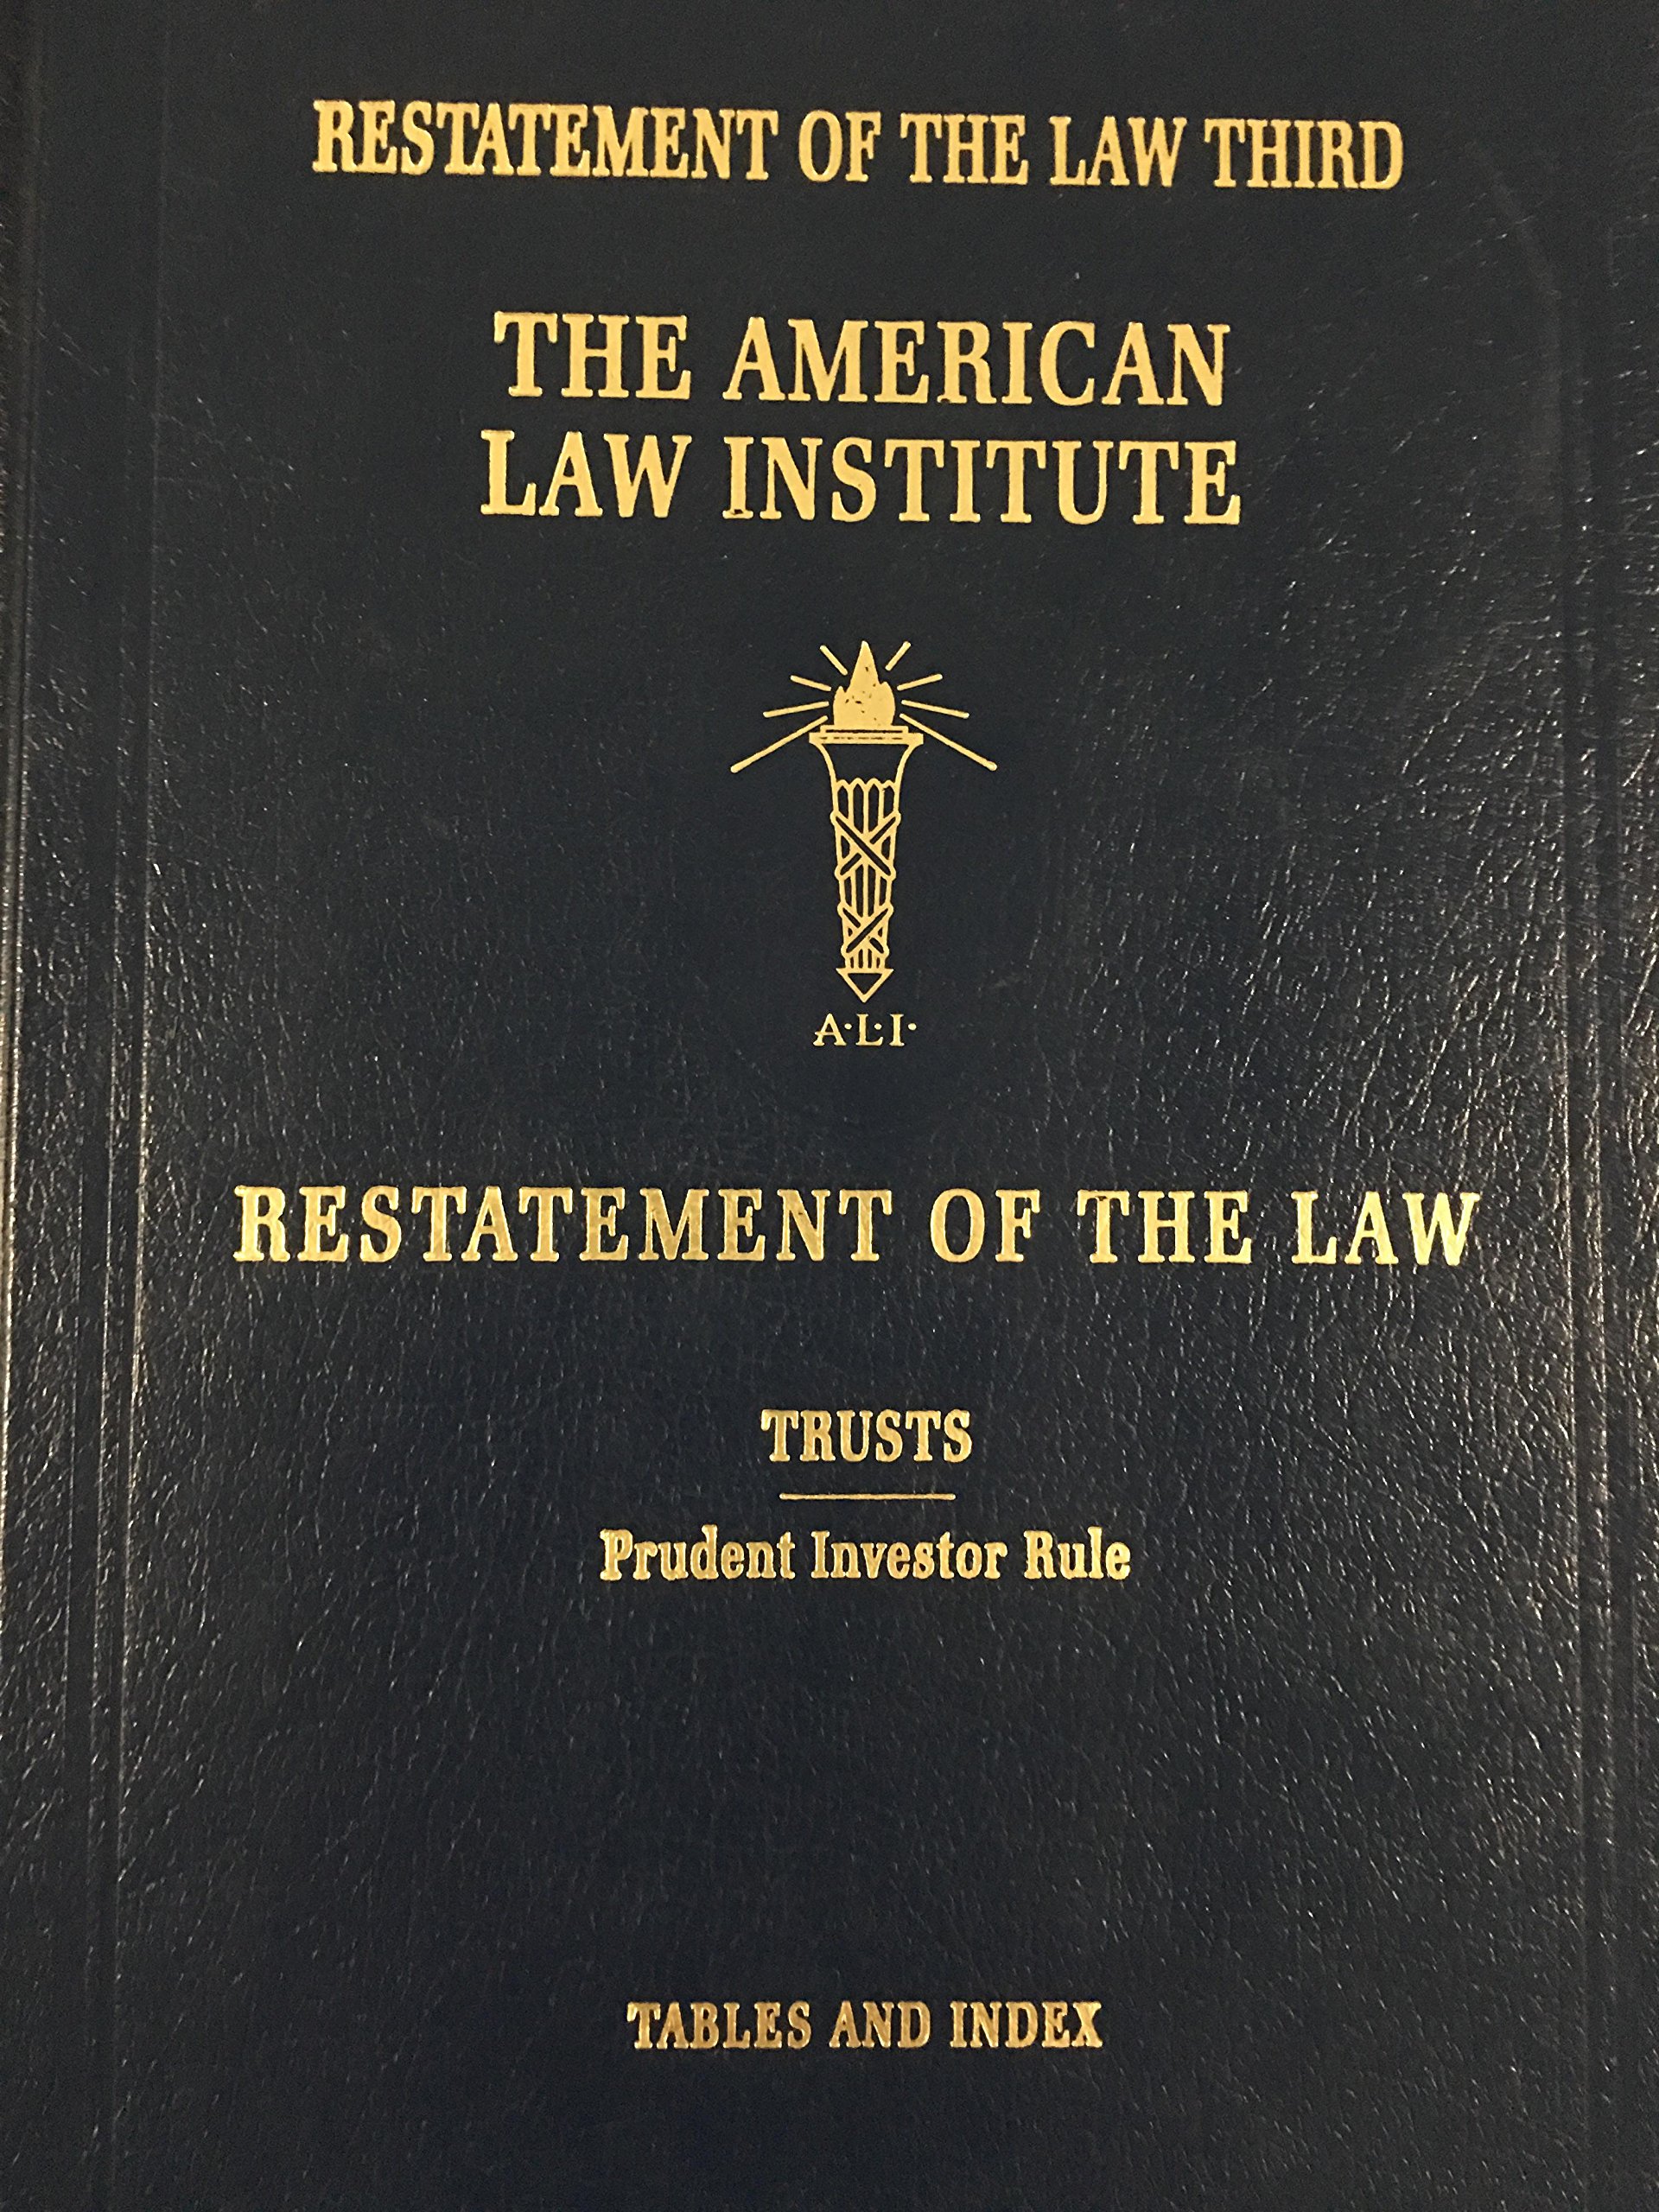 RESTATEMENT OF THE LAW THIRD
THE AMERICAN
LAW INSTITUTE
A·L·I·
RESTATEMENT OF THE LAW
TRUSTS
Prudent Investor Rule
TABLES AND INDEX